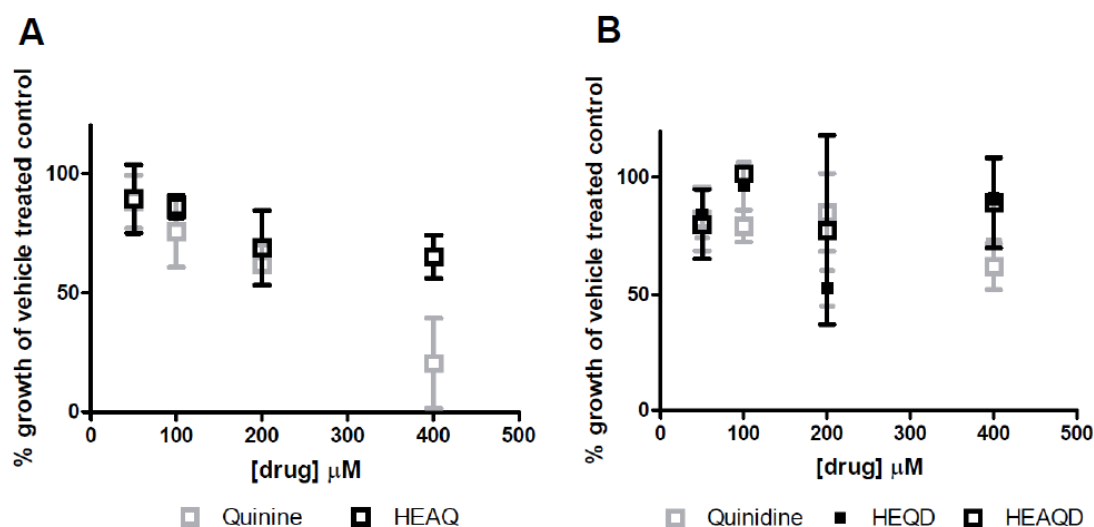 A
% growth of vehicle treated control
100
50
0
0 100 200 300 400 500
[drug] μM
Quinine HEAQ
B
% growth of vehicle treated control
100
50
0
0 100 200 300 400 500
[drug] μM
Quinidine HEQD HEAQD